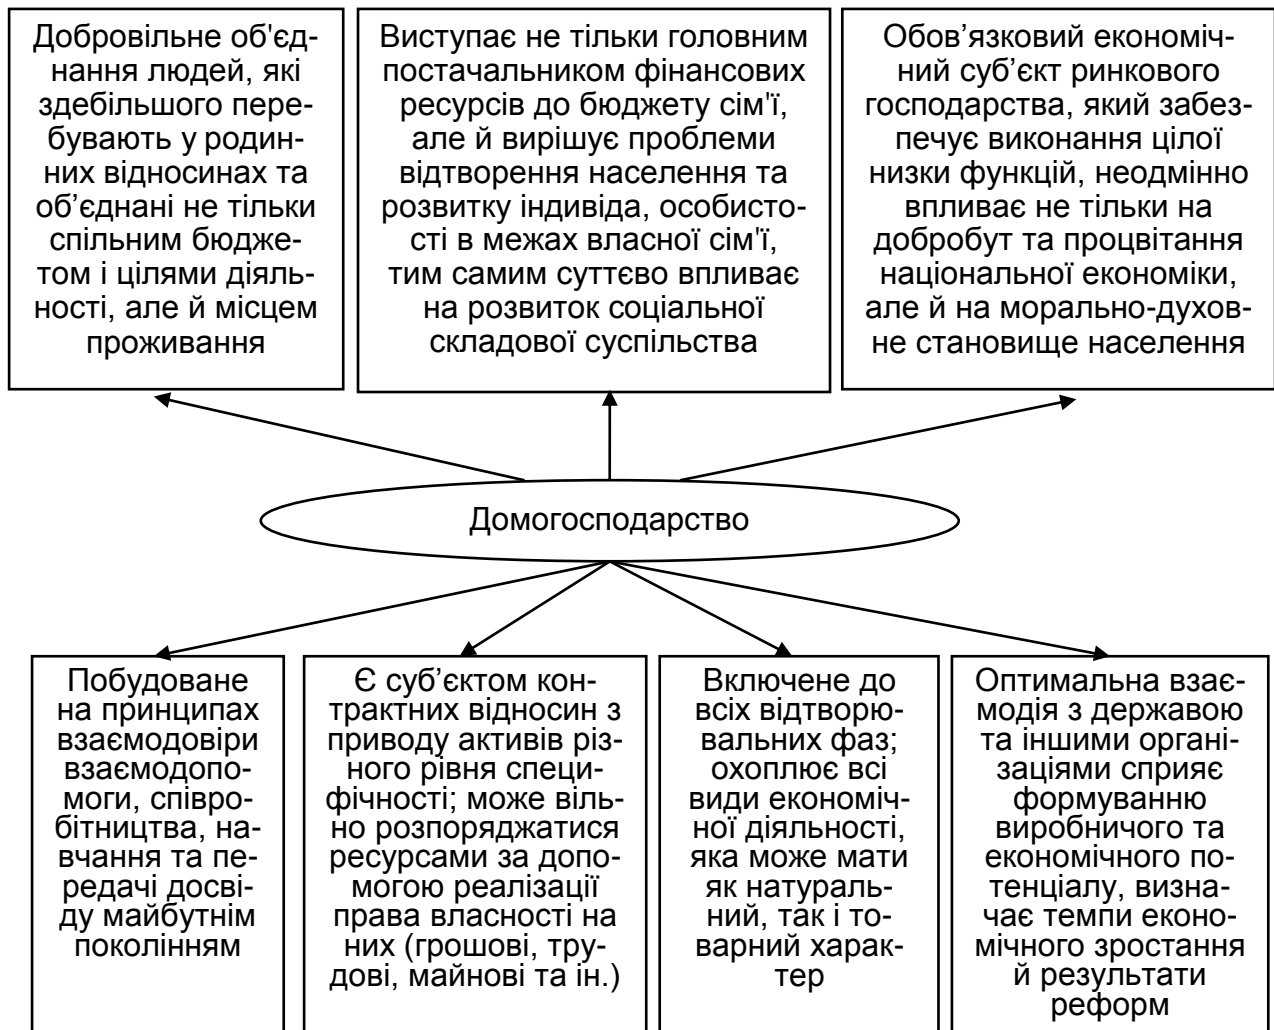 Добровільне об'єд-
нання людей, які
здебільшого пере-
бувають у родин-
них відносинах та
об’єднані не тільки
спільним бюдже-
том і цілями діяль-
ності, але й місцем
проживання
Виступає не тільки головним
постачальником фінансових
ресурсів до бюджету сім'ї,
але й вирішує проблеми
відтворення населення та
розвитку індивіда, особисто-
сті в межах власної сім'ї,
тим самим суттєво впливає
на розвиток соціальної
складової суспільства
Обов’язковий економіч-
ний суб’єкт ринкового
господарства, який забез-
печує виконання цілої
низки функцій, неодмінно
впливає не тільки на
добробут та процвітання
національної економіки,
але й на морально-духов-
не становище населення
Домогосподарство
Побудоване
на принципах
взаємодовіри
взаємодопо-
моги, співро-
бітництва, на-
вчання та пе-
редачі досві-
ду майбутнім
поколінням
Є суб’єктом кон-
трактних відносин з
приводу активів різ-
ного рівня специ-
фічності; може віль-
но розпоряджатися
ресурсами за допо-
могою реалізації
права власності на
них (грошові, тру-
дові, майнові та ін.)
Включене до
всіх відтворю-
вальних фаз;
охоплює всі
види економіч-
ної діяльності,
яка може мати
як натураль-
ний, так і то-
варний харак-
тер
Оптимальна взає-
модія з державою
та іншими органі-
заціями сприяє
формуванню
виробничого та
економічного по-
тенціалу, визна-
чає темпи еконо-
мічного зростання
й результати
реформ